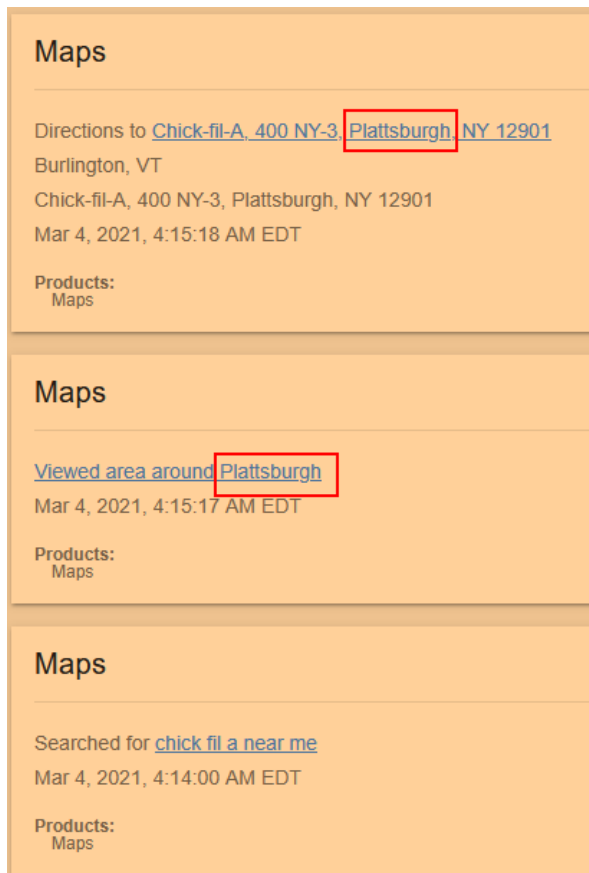 Maps
Directions to Chick-fil-A, 400 NY-3, Plattsburgh, NY 12901
Burlington, VT
Chick-fil-A, 400 NY-3, Plattsburgh, NY 12901
Mar 4, 2021, 4:15:18 AM EDT
Products:
Maps
Maps
Viewed area around Plattsburgh
Mar 4, 2021, 4:15:17 AM EDT
Products:
Maps
Maps
Searched for chick fil a near me
Mar 4, 2021, 4:14:00 AM EDT
Products:
Maps